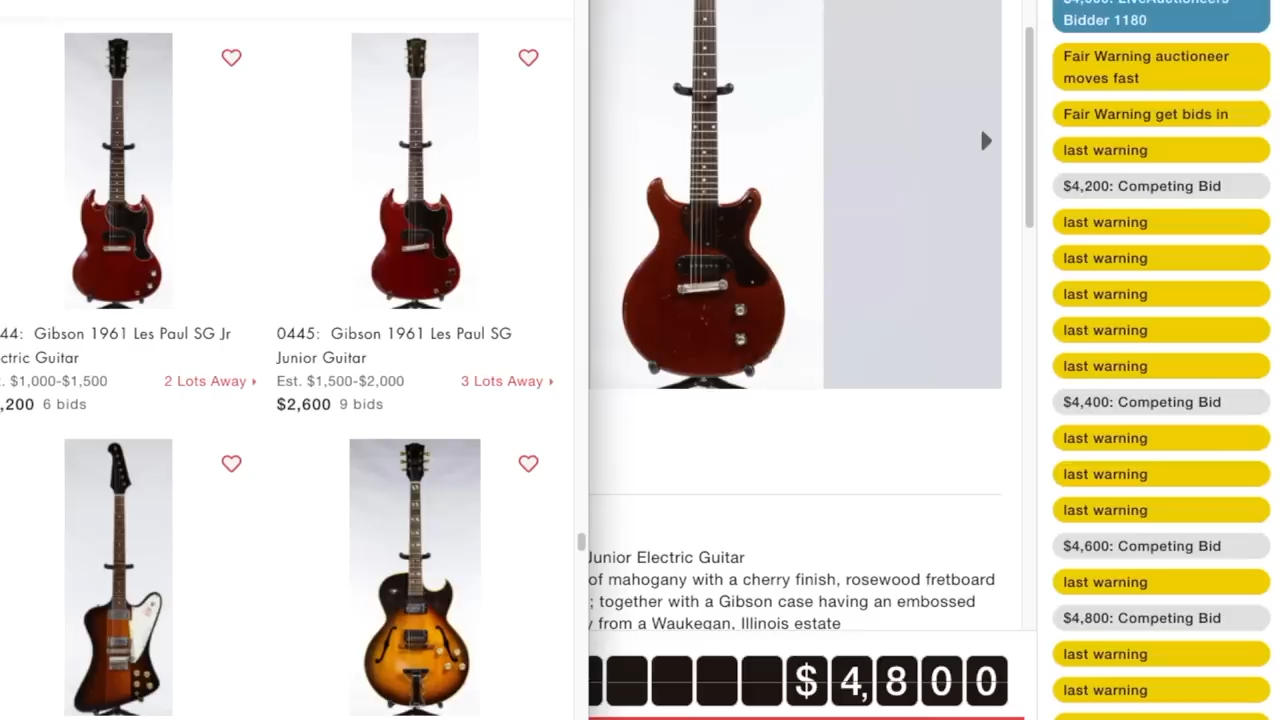 44: Gibson 1961 Les Paul SG Jr
ctric Guitar
. $1,000-$1,500
2 Lots Away
,200 6 bids
0445: Gibson 1961 Les Paul SG
Junior Guitar
Est. $1,500-$2,000
3 Lots Away
$2,600 9 bids
Junior Electric Guitar
of mahogany with a cherry finish, rosewood fretboard
; together with a Gibson case having an embossed
from a Waukegan, Illinois estate
$4,800
Bidder 1180
Fair Warning auctioneer
moves fast
Fair Warning get bids in
last warning
$4,200: Competing Bid
last warning
last warning
last warning
last warning
last warning
$4,400: Competing Bid
last warning
last warning
last warning
$4,600: Competing Bid
last warning
$4,800: Competing Bid
last warning
last warning